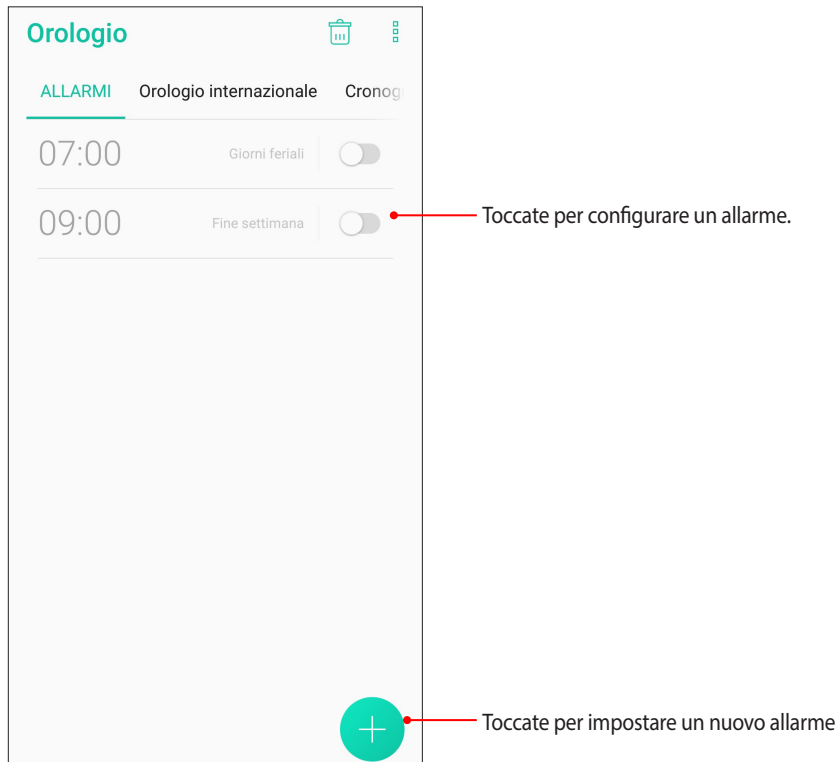 Orologio
ALLARMI Orologio internazionale Cronog
07:00 Giorni feriali
09:00 Fine settimana
Toccate per configurare un allarme.
Toccate per impostare un nuovo allarme